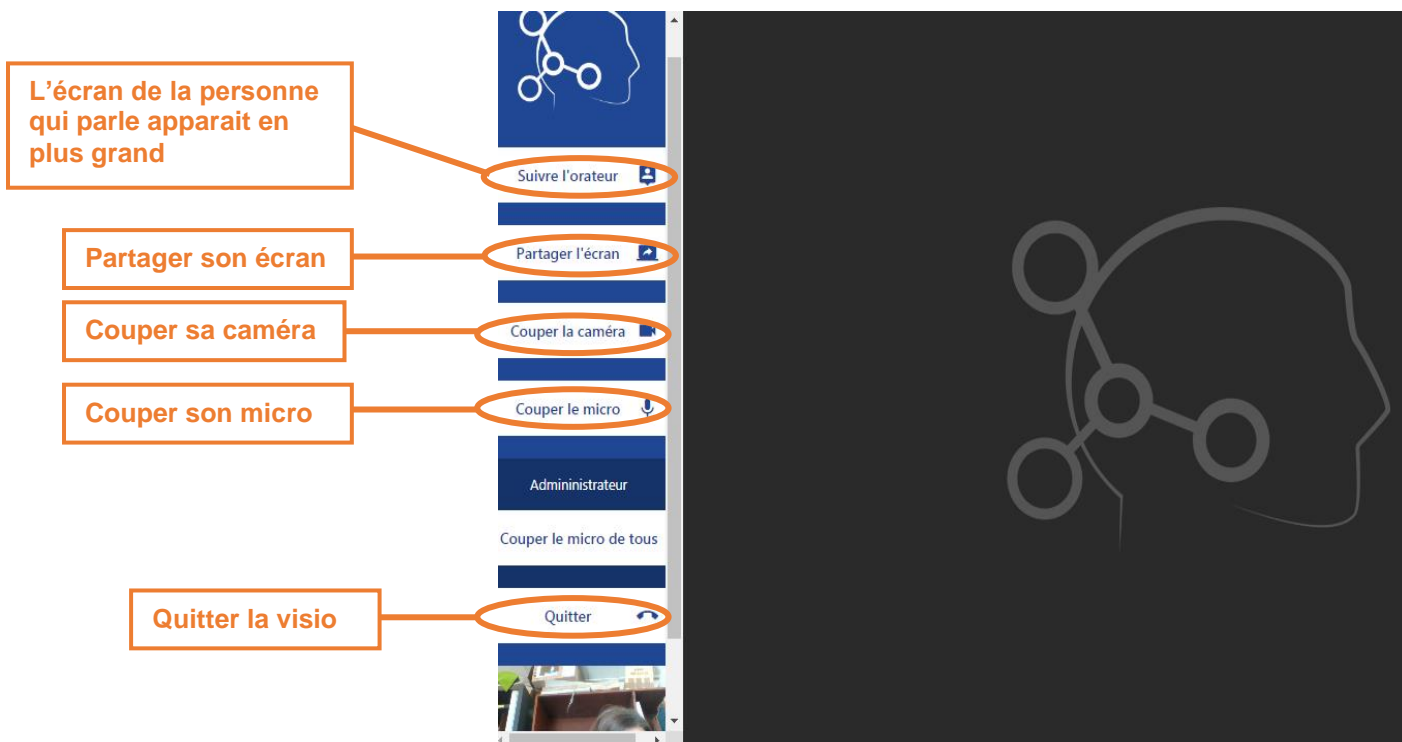 L'écran de la personne
qui parle apparait en
plus grand
Suivre l'orateur
Partager son écran
Partager l'écran
Couper sa caméra
Couper la caméra
Couper son micro
Couper le micro
Admininistrateur
Couper le micro de tous
Quitter la visio
Quitter